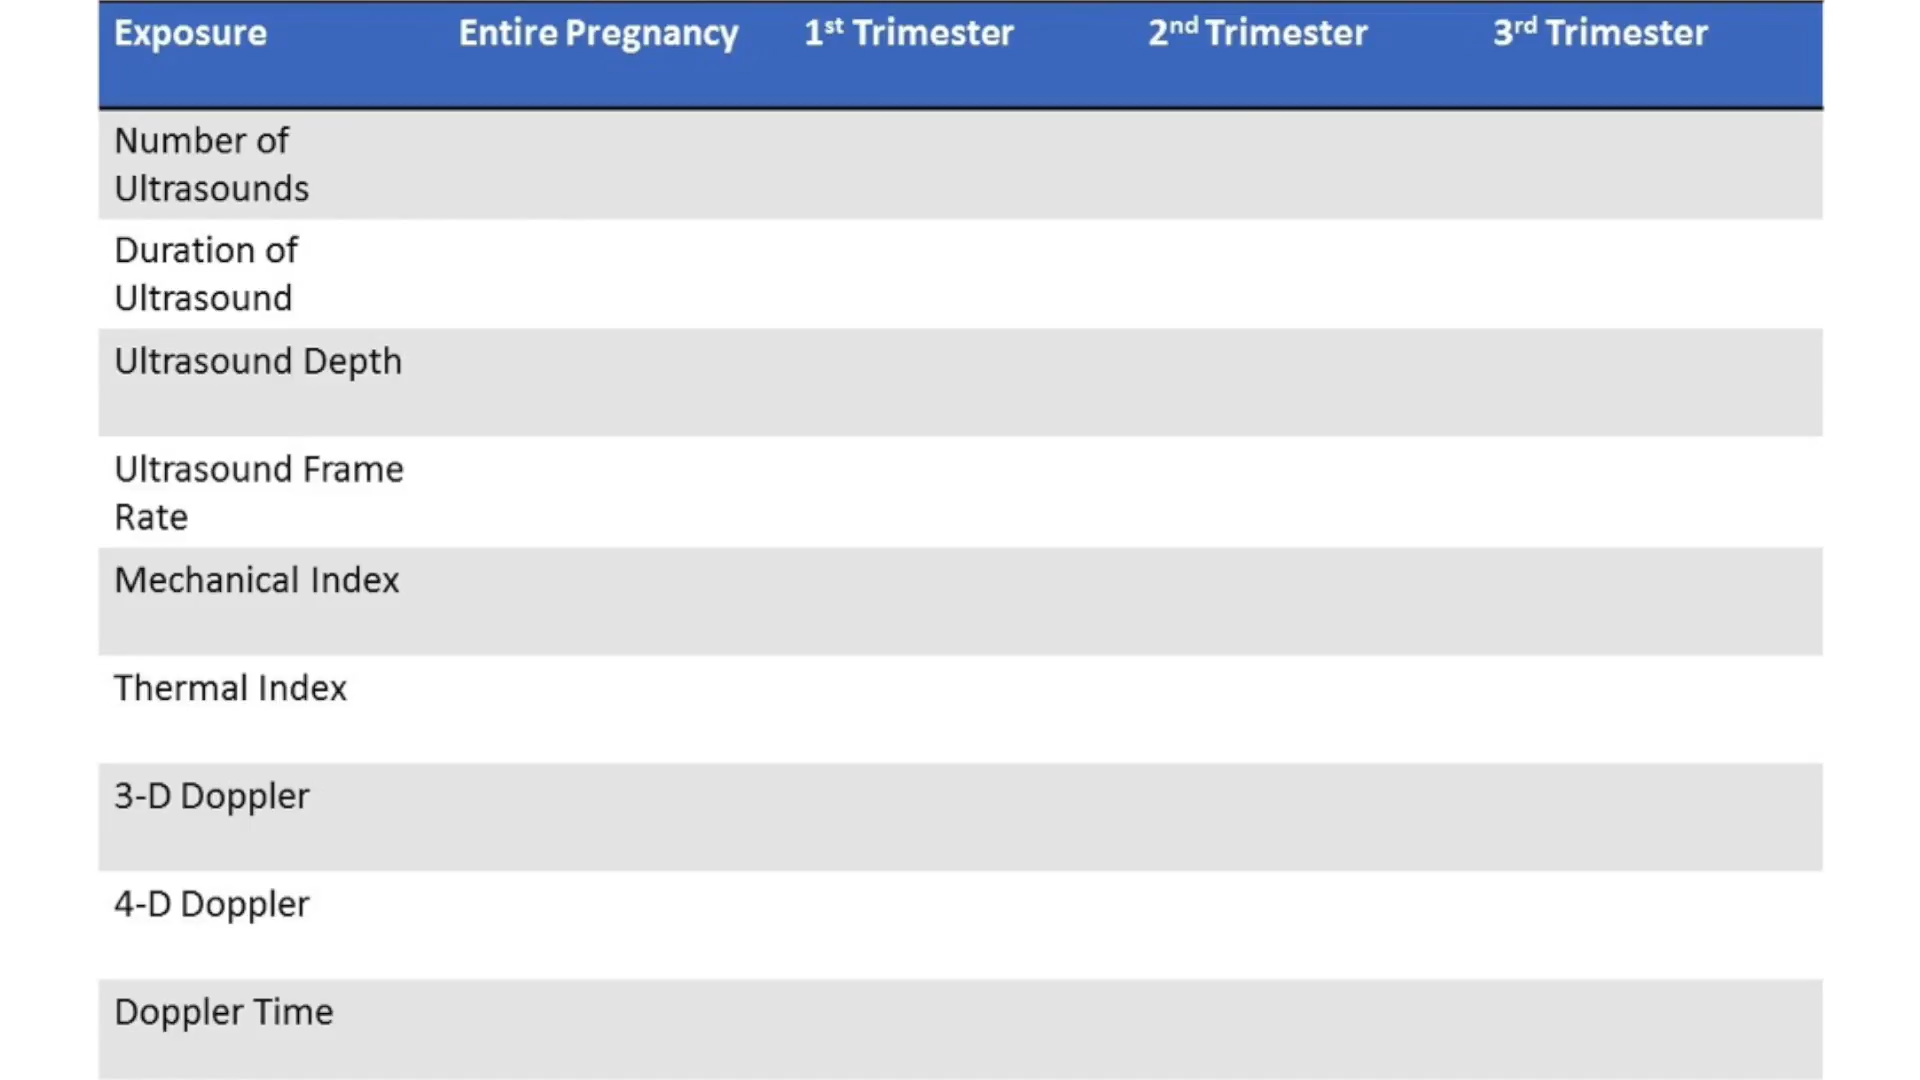 Exposure Entire Pregnancy 1st Trimester 2nd Trimester 3rd Trimester
Number of
Ultrasounds
Duration of
Ultrasound
Ultrasound Depth
Ultrasound Frame
Rate
Mechanical Index
Thermal Index
3-D Doppler
4-D Doppler
Doppler Time